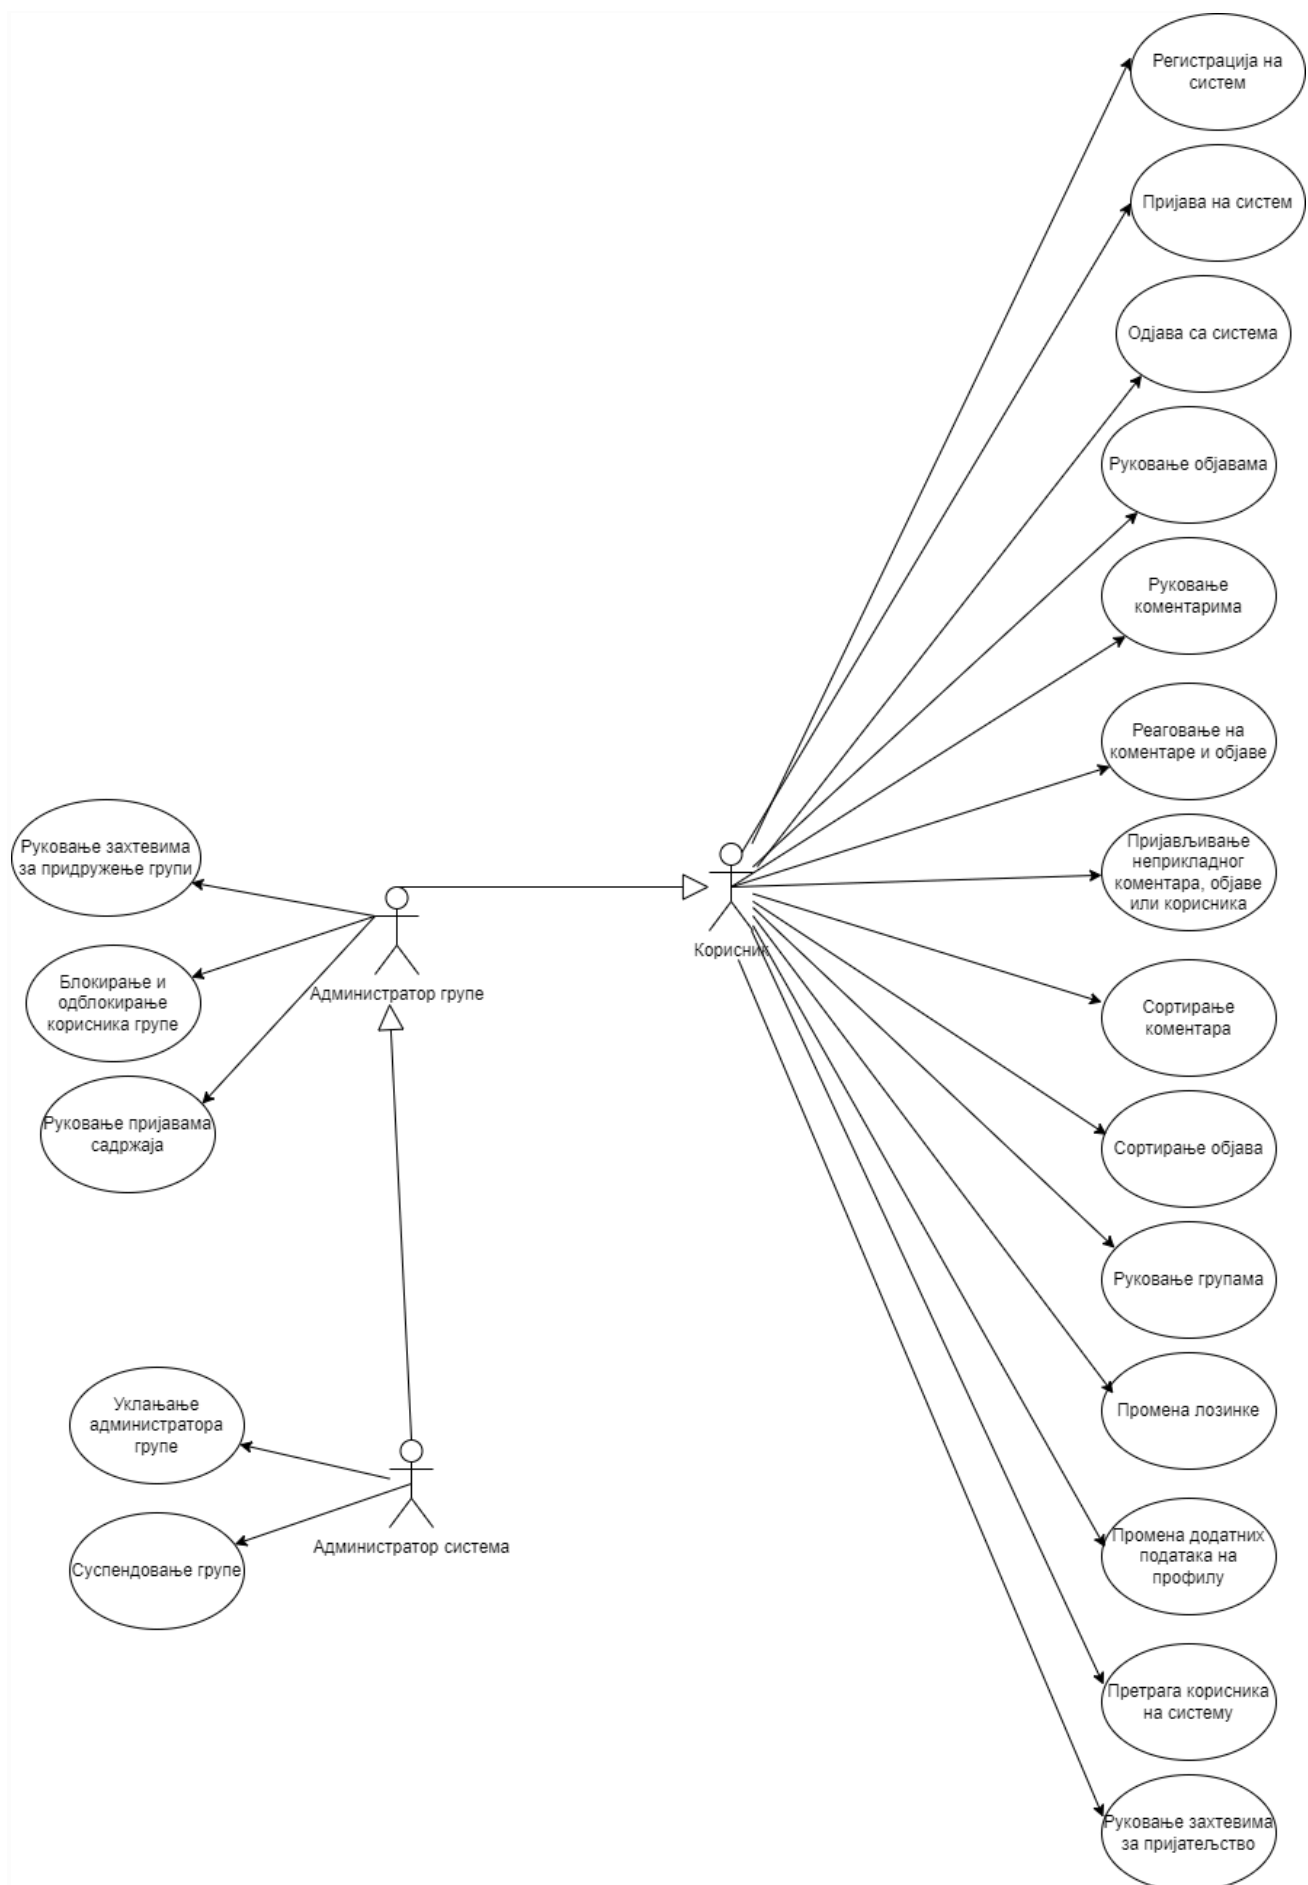 Регистрација на
систем
Пријава на систем
Одјава са система
Руковање објавама
Руковање
коментарима
Реаговање на
коментаре и објаве
Пријављивање
неприкладног
коментара, објаве
или корисника
Корисник
Сортирање
коментара
Сортирање објава
Руковање групама
Промена лозинке
Промена додатних
података на
профилу
Претрага корисника
на систему
Руковање захтевима
за пријатељство
Руковање захтевима
за придружење групи
Администратор групе
Блокирање и
одблокирање
корисника групе
Руковање пријавама
садржаја
Уклањање
администратора
групе
Администратор система
Суспендовање групе